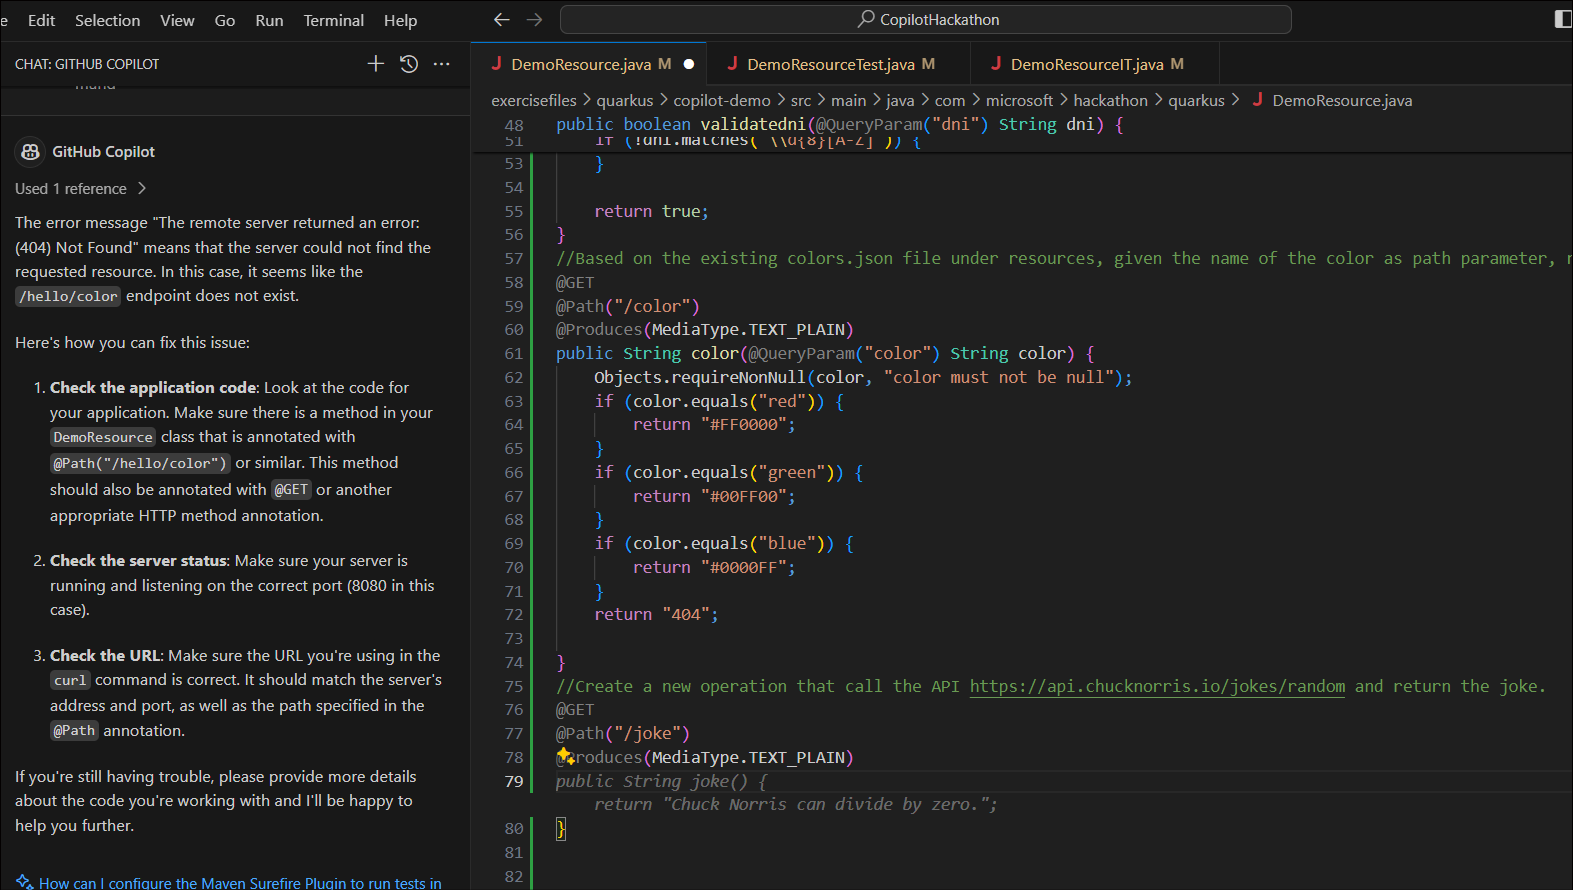 Edit Selection View Go Run Terminal Help
CopilotHackathon
CHAT: GITHUB COPILOT
GitHub Copilot
Used 1 reference
The error message "The remote server returned an error:
(404) Not Found" means that the server could not find the
requested resource. In this case, it seems like the
/hello/color endpoint does not exist.
Here's how you can fix this issue:
1. Check the application code: Look at the code for
your application. Make sure there is a method in your
DemoResource class that is annotated with
@Path("/hello/color") or similar. This method
should also be annotated with @GET or another
appropriate HTTP method annotation.
2. Check the server status: Make sure your server is
running and listening on the correct port (8080 in this
case).
3. Check the URL: Make sure the URL you're using in the
curl command is correct. It should match the server's
address and port, as well as the path specified in the
@Path annotation.
If you're still having trouble, please provide more details
about the code you're working with and I'll be happy to
help you further.
How can I configure the Maven Surefire Plugin to run tests in
DemoResource.java M DemoResourceTest.java M DemoResourceIT.java M
exercisefiles > quarkus > copilot-demo > src > main > java > com > microsoft > hackathon > quarkus > DemoResource.java
48 public boolean validatedni(@QueryParam("dni") String dni) {
51 if (!dni.matches("\\d{8}[A-Z]")) {
53 }
54
55 return true;
56 }
57 //Based on the existing colors.json file under resources, given the name of the color as path parameter,
58 @GET
59 @Path("/color")
60 @Produces(MediaType.TEXT_PLAIN)
61 public String color(@QueryParam("color") String color) {
62 Objects.requireNonNull(color, "color must not be null");
63 if (color.equals("red")) {
64 return "#FF0000";
65 }
66 if (color.equals("green")) {
67 return "#00FF00";
68 }
69 if (color.equals("blue")) {
70 return "#0000FF";
71 }
72 return "404";
73
74 }
75 //Create a new operation that call the API https://api.chucknorris.io/jokes/random and return the joke.
76 @GET
77 @Path("/joke")
78 @Produces(MediaType.TEXT_PLAIN)
79 public String joke() {
return "Chuck Norris can divide by zero.";
80 }
81
82